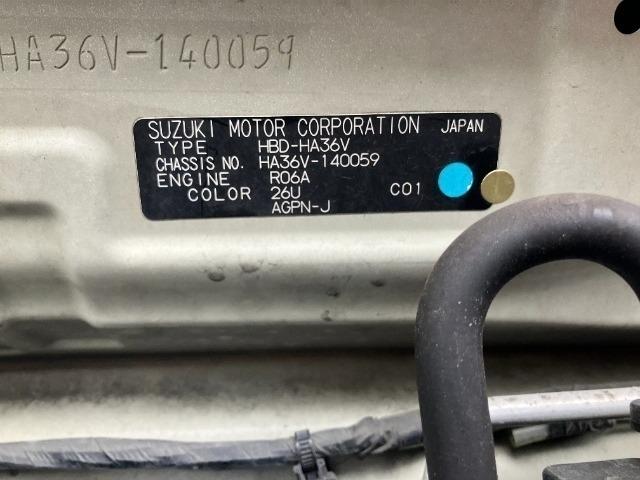 HA36V-140059
SUZUKI MOTOR CORPORATION JAPAN
TYPE HBD-HA36V
CHASSIS NO. HA36V-140059
ENGINE R06A
COLOR 26U C01
AGPN-J